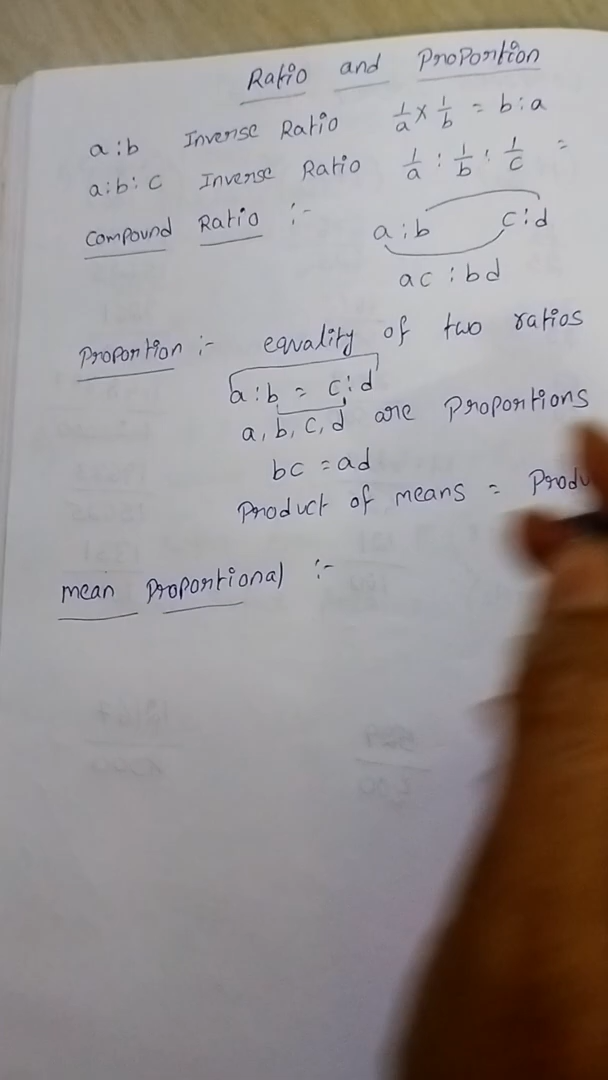 Ratio and Proportion
a:b Inverse Ratio 1/a × 1/b = b:a
a:b:c Inverse Ratio 1/a : 1/b : 1/c =
Compound Ratio :- a:b c:d
ac:bd
Proportion :- equality of two ratios
a:b = c:d
a, b, c, d are Proportions
bc = ad
Product of means = Produ
mean Proportional :-